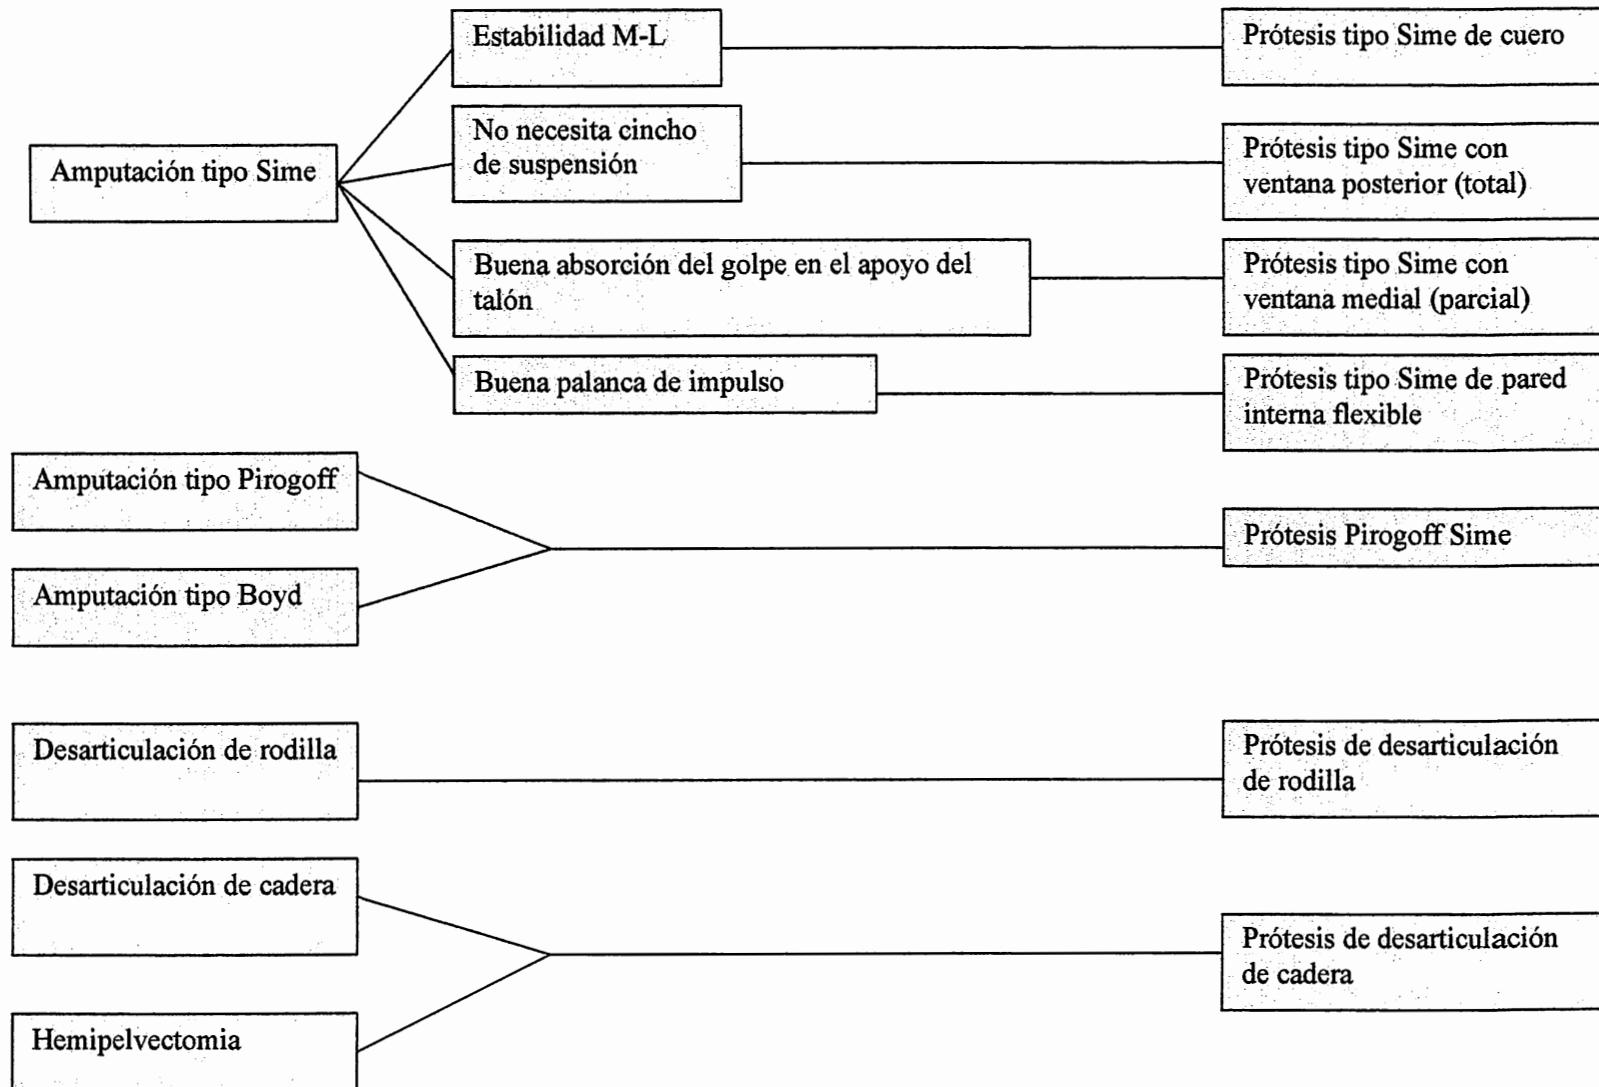 Estabilidad M-L
Prótesis tipo Sime de cuero
Amputación tipo Sime
No necesita cincho
de suspensión
Prótesis tipo Sime con
ventana posterior (total)
Buena absorción del golpe en el apoyo del
talón
Prótesis tipo Sime con
ventana medial (parcial)
Buena palanca de impulso
Prótesis tipo Sime de pared
interna flexible
Amputación tipo Pirogoff
Amputación tipo Boyd
Prótesis Pirogoff Sime
Desarticulación de rodilla
Prótesis de desarticulación
de rodilla
Desarticulación de cadera
Hemipelvectomia
Prótesis de desarticulación
de cadera